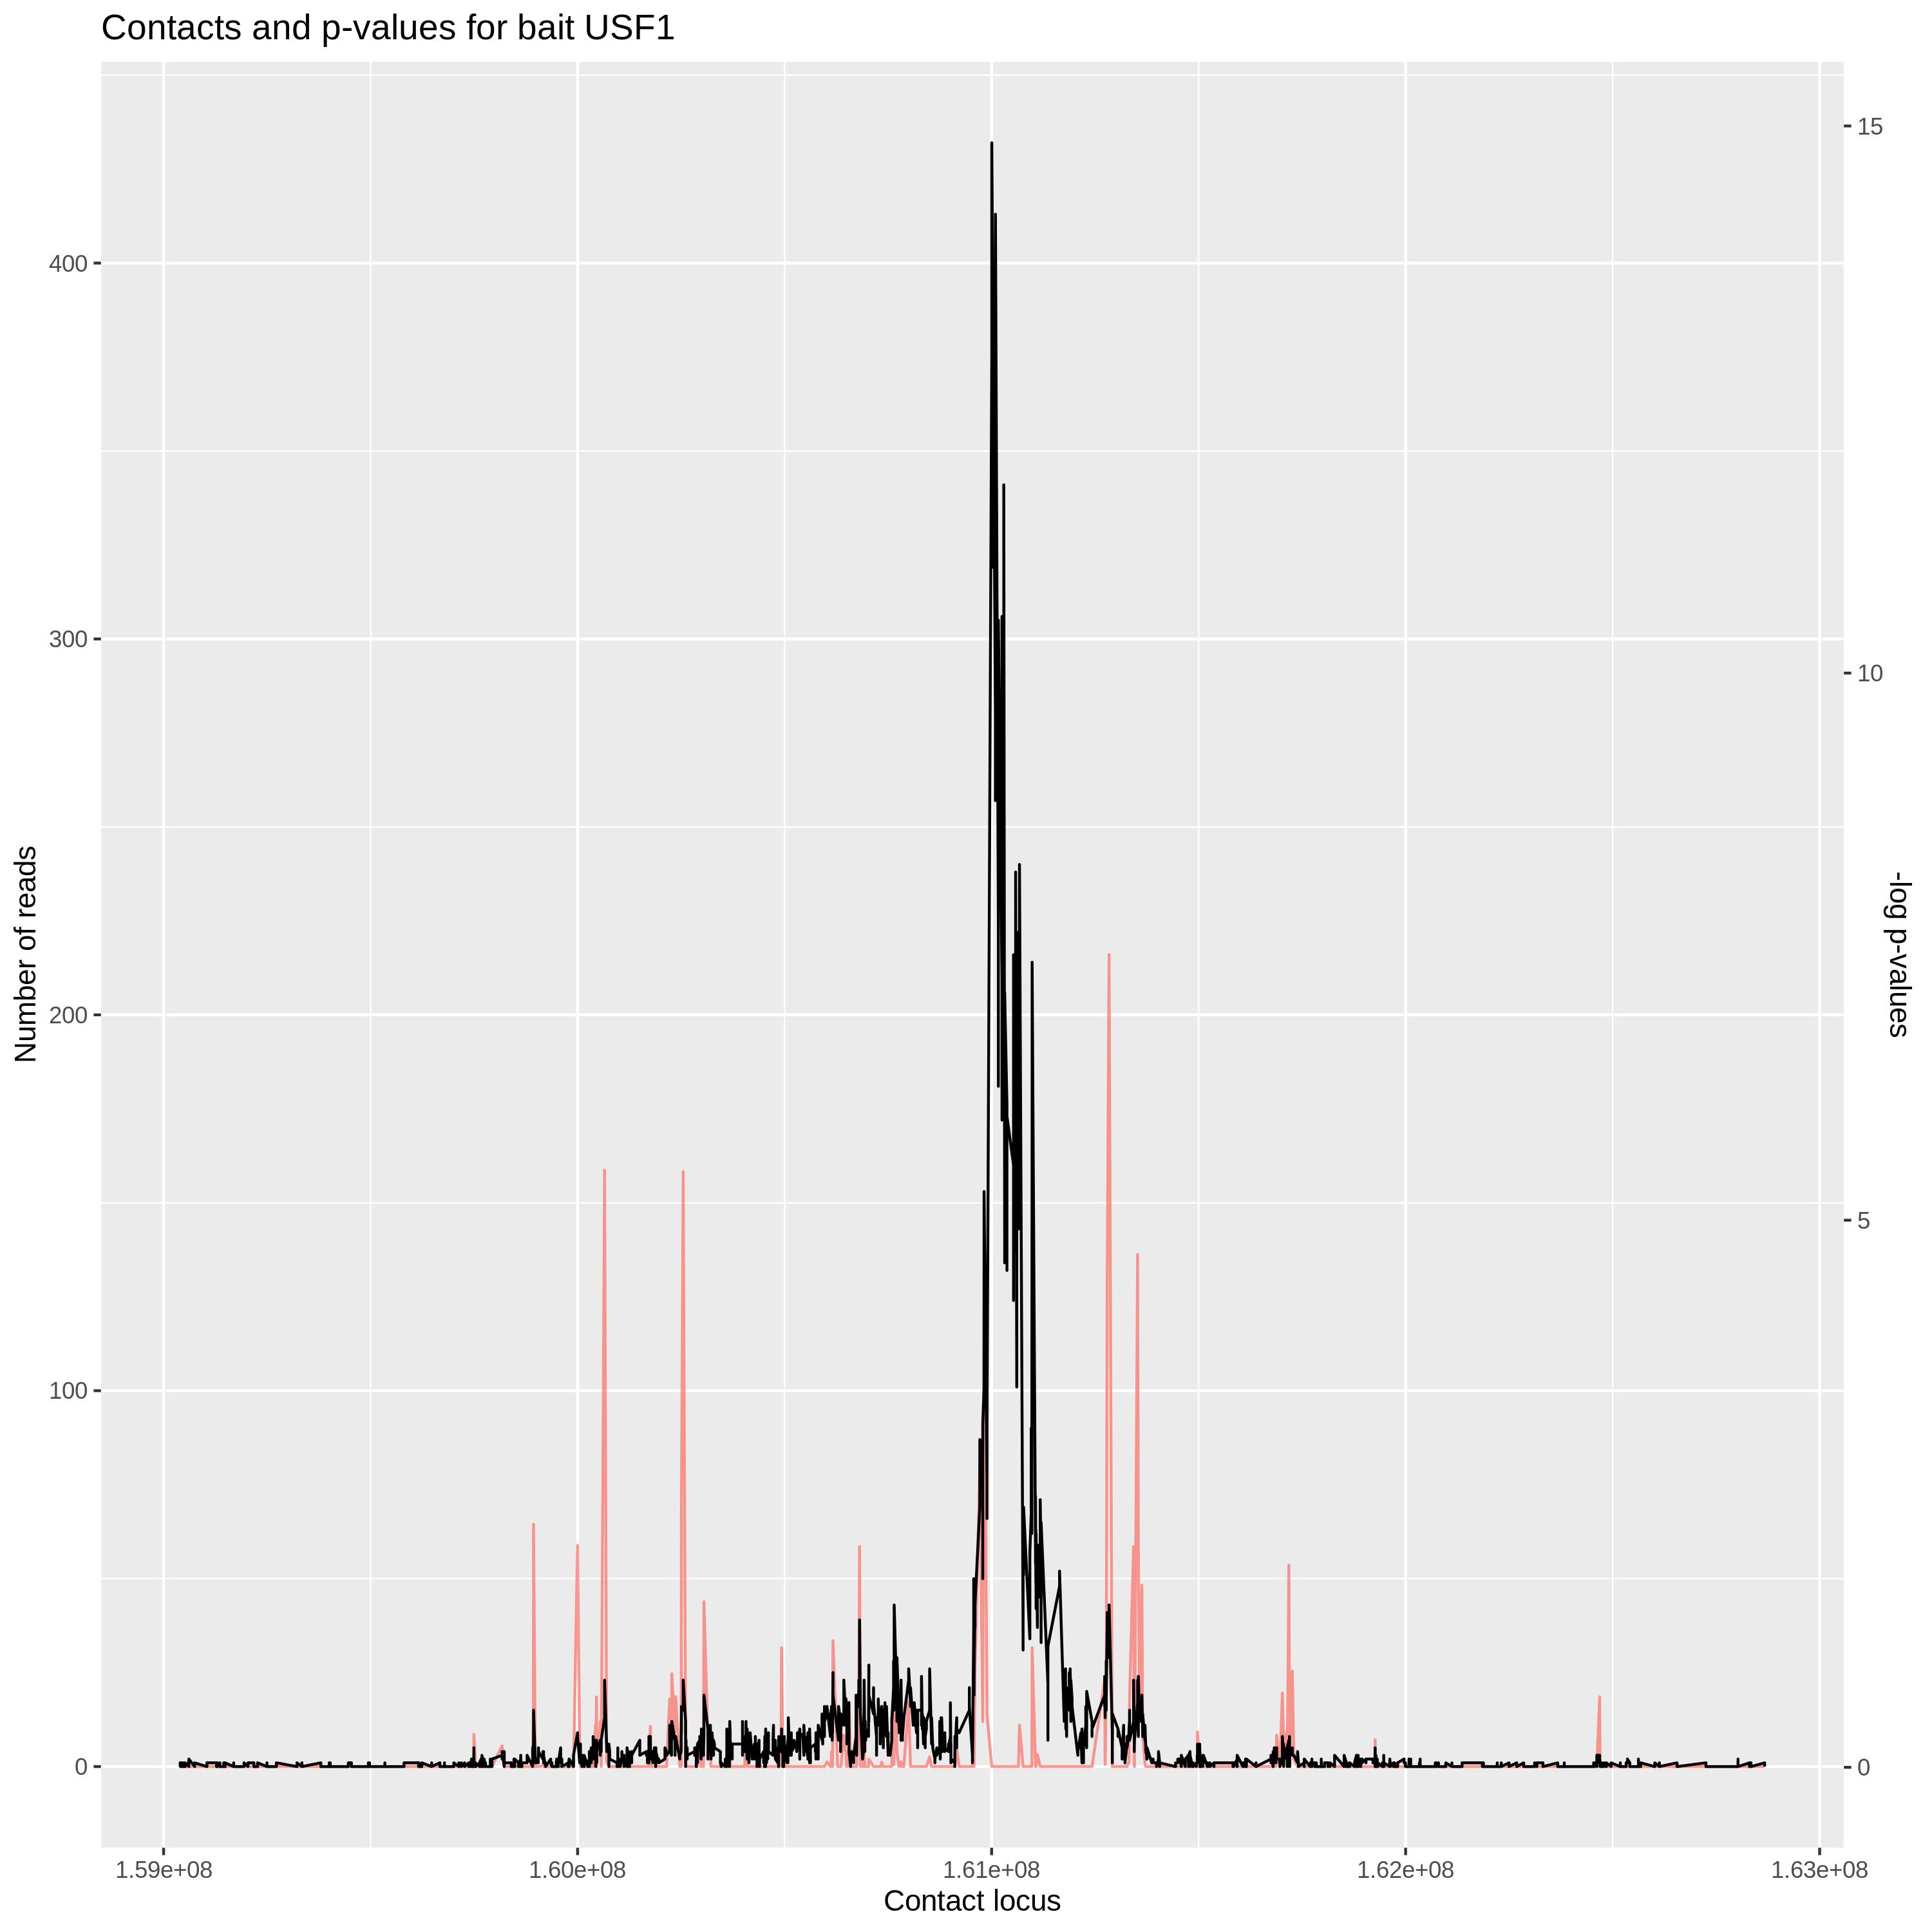 Contacts and p-values for bait USF1
15
400
300
10
Number of reads
-log p-values
200
5
100
0
0
1.59e+08
1.60e+08
1.61e+08
1.62e+08
1.63e+08
Contact locus